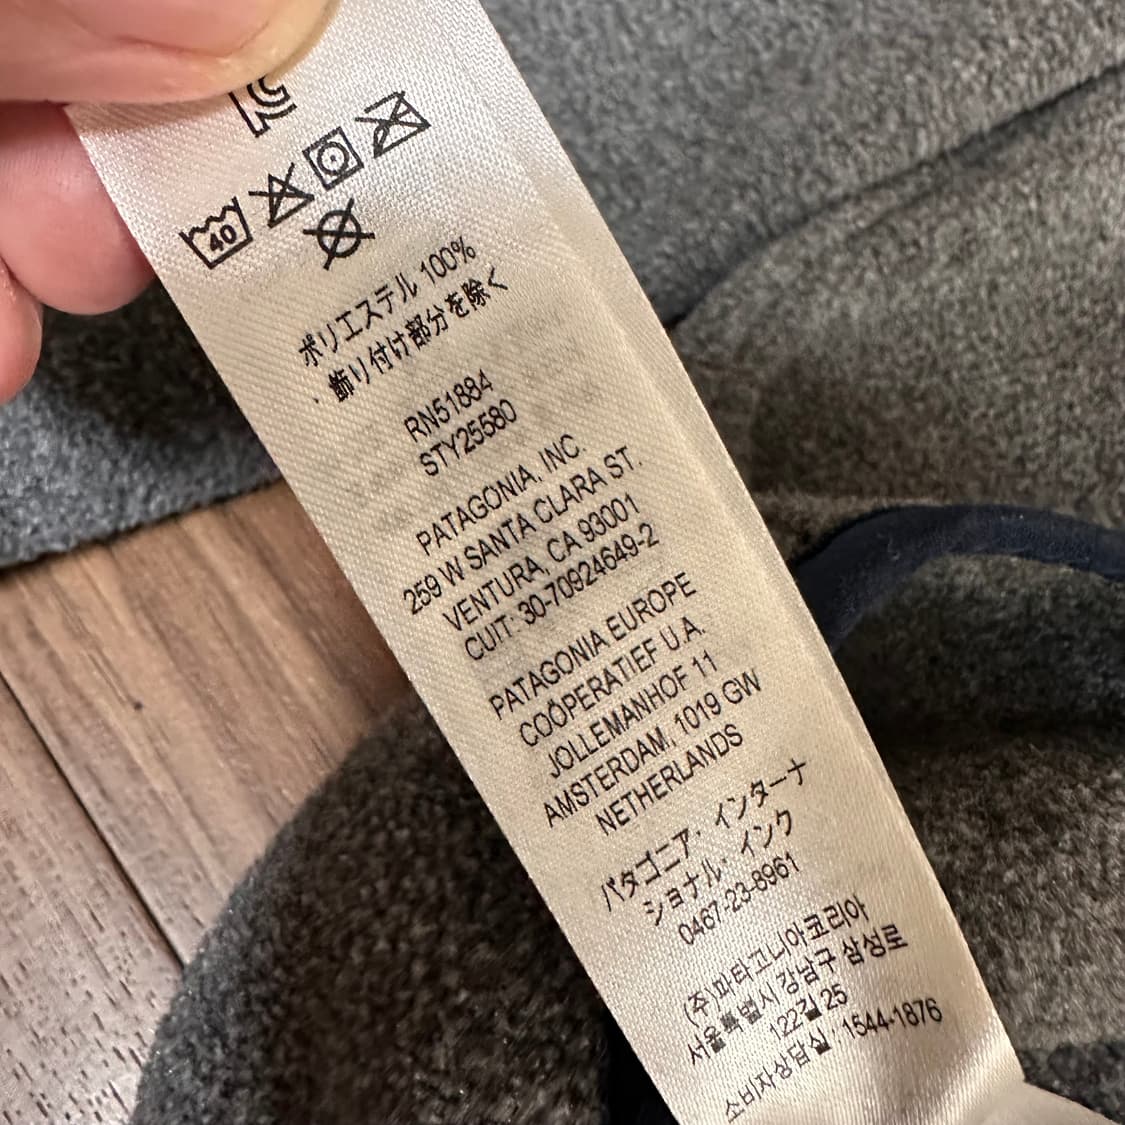 40
ポリエステル 100%
飾り付け部分を除く
RN51884
STY25580
PATAGONIA, INC.
259 W SANTA CLARA ST.
VENTURA, CA 93001
CUIT: 30-70924649-2
PATAGONIA EUROPE
COÖPERATIEF U.A.
JOLLEMANHOF 11
AMSTERDAM, 1019 GW
NETHERLANDS
パタゴニア・インターナ
ショナル・インク
0467-23-8961
(주)파타고니아코리아
서울특별시 강남구 삼성로
122길 25
소비자상담실 : 1544-1876